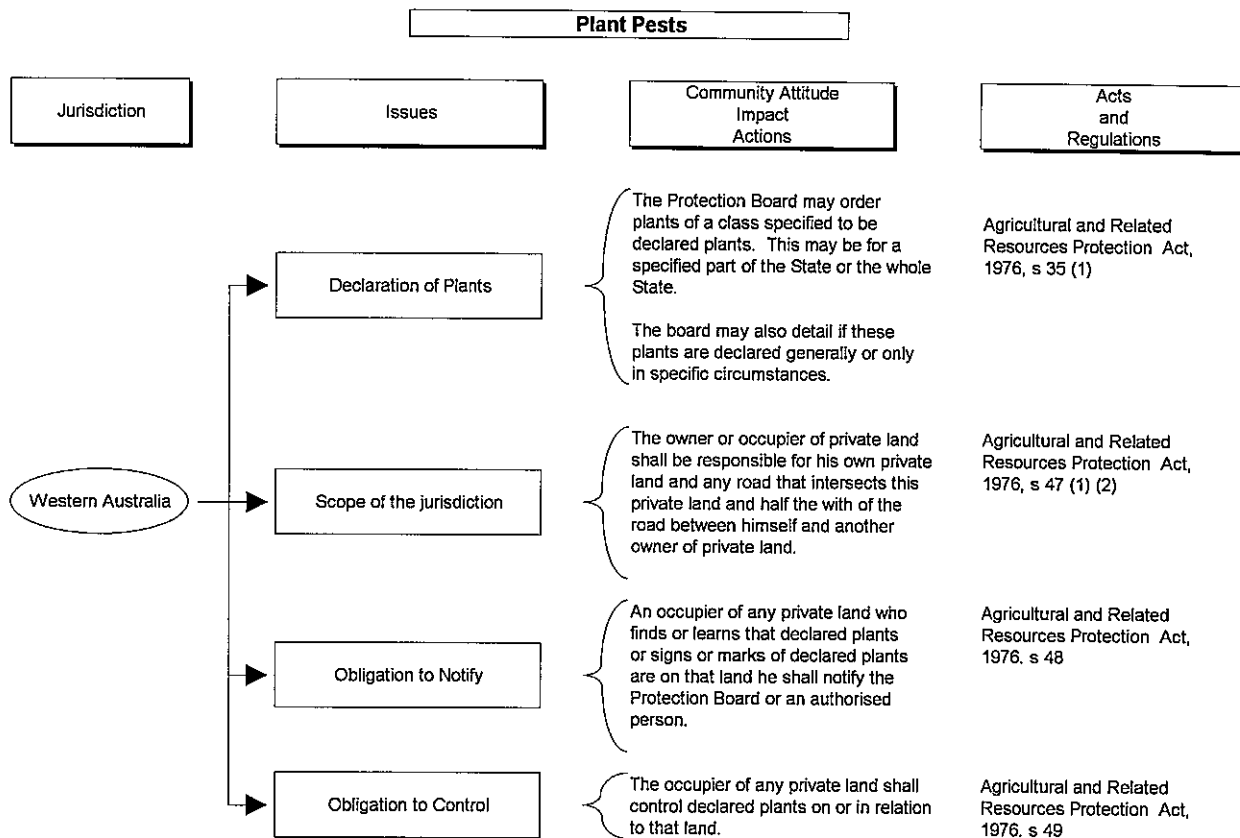 Plant Pests
Jurisdiction
Issues
Community Attitude
Impact
Actions
Acts
and
Regulations
Western Australia
Declaration of Plants
The Protection Board may order
plants of a class specified to be
declared plants. This may be for a
specified part of the State or the whole
State.
The board may also detail if these
plants are declared generally or only
in specific circumstances.
Agricultural and Related
Resources Protection Act,
1976, s 35 (1)
Scope of the jurisdiction
The owner or occupier of private land
shall be responsible for his own private
land and any road that intersects this
private land and half the with of the
road between himself and another
owner of private land.
Agricultural and Related
Resources Protection Act,
1976, s 47 (1) (2)
Obligation to Notify
An occupier of any private land who
finds or learns that declared plants
or signs or marks of declared plants
are on that land he shall notify the
Protection Board or an authorised
person.
Agricultural and Related
Resources Protection Act,
1976. s 48
Obligation to Control
The occupier of any private land shall
control declared plants on or in relation
to that land.
Agricultural and Related
Resources Protection Act,
1976, s 49